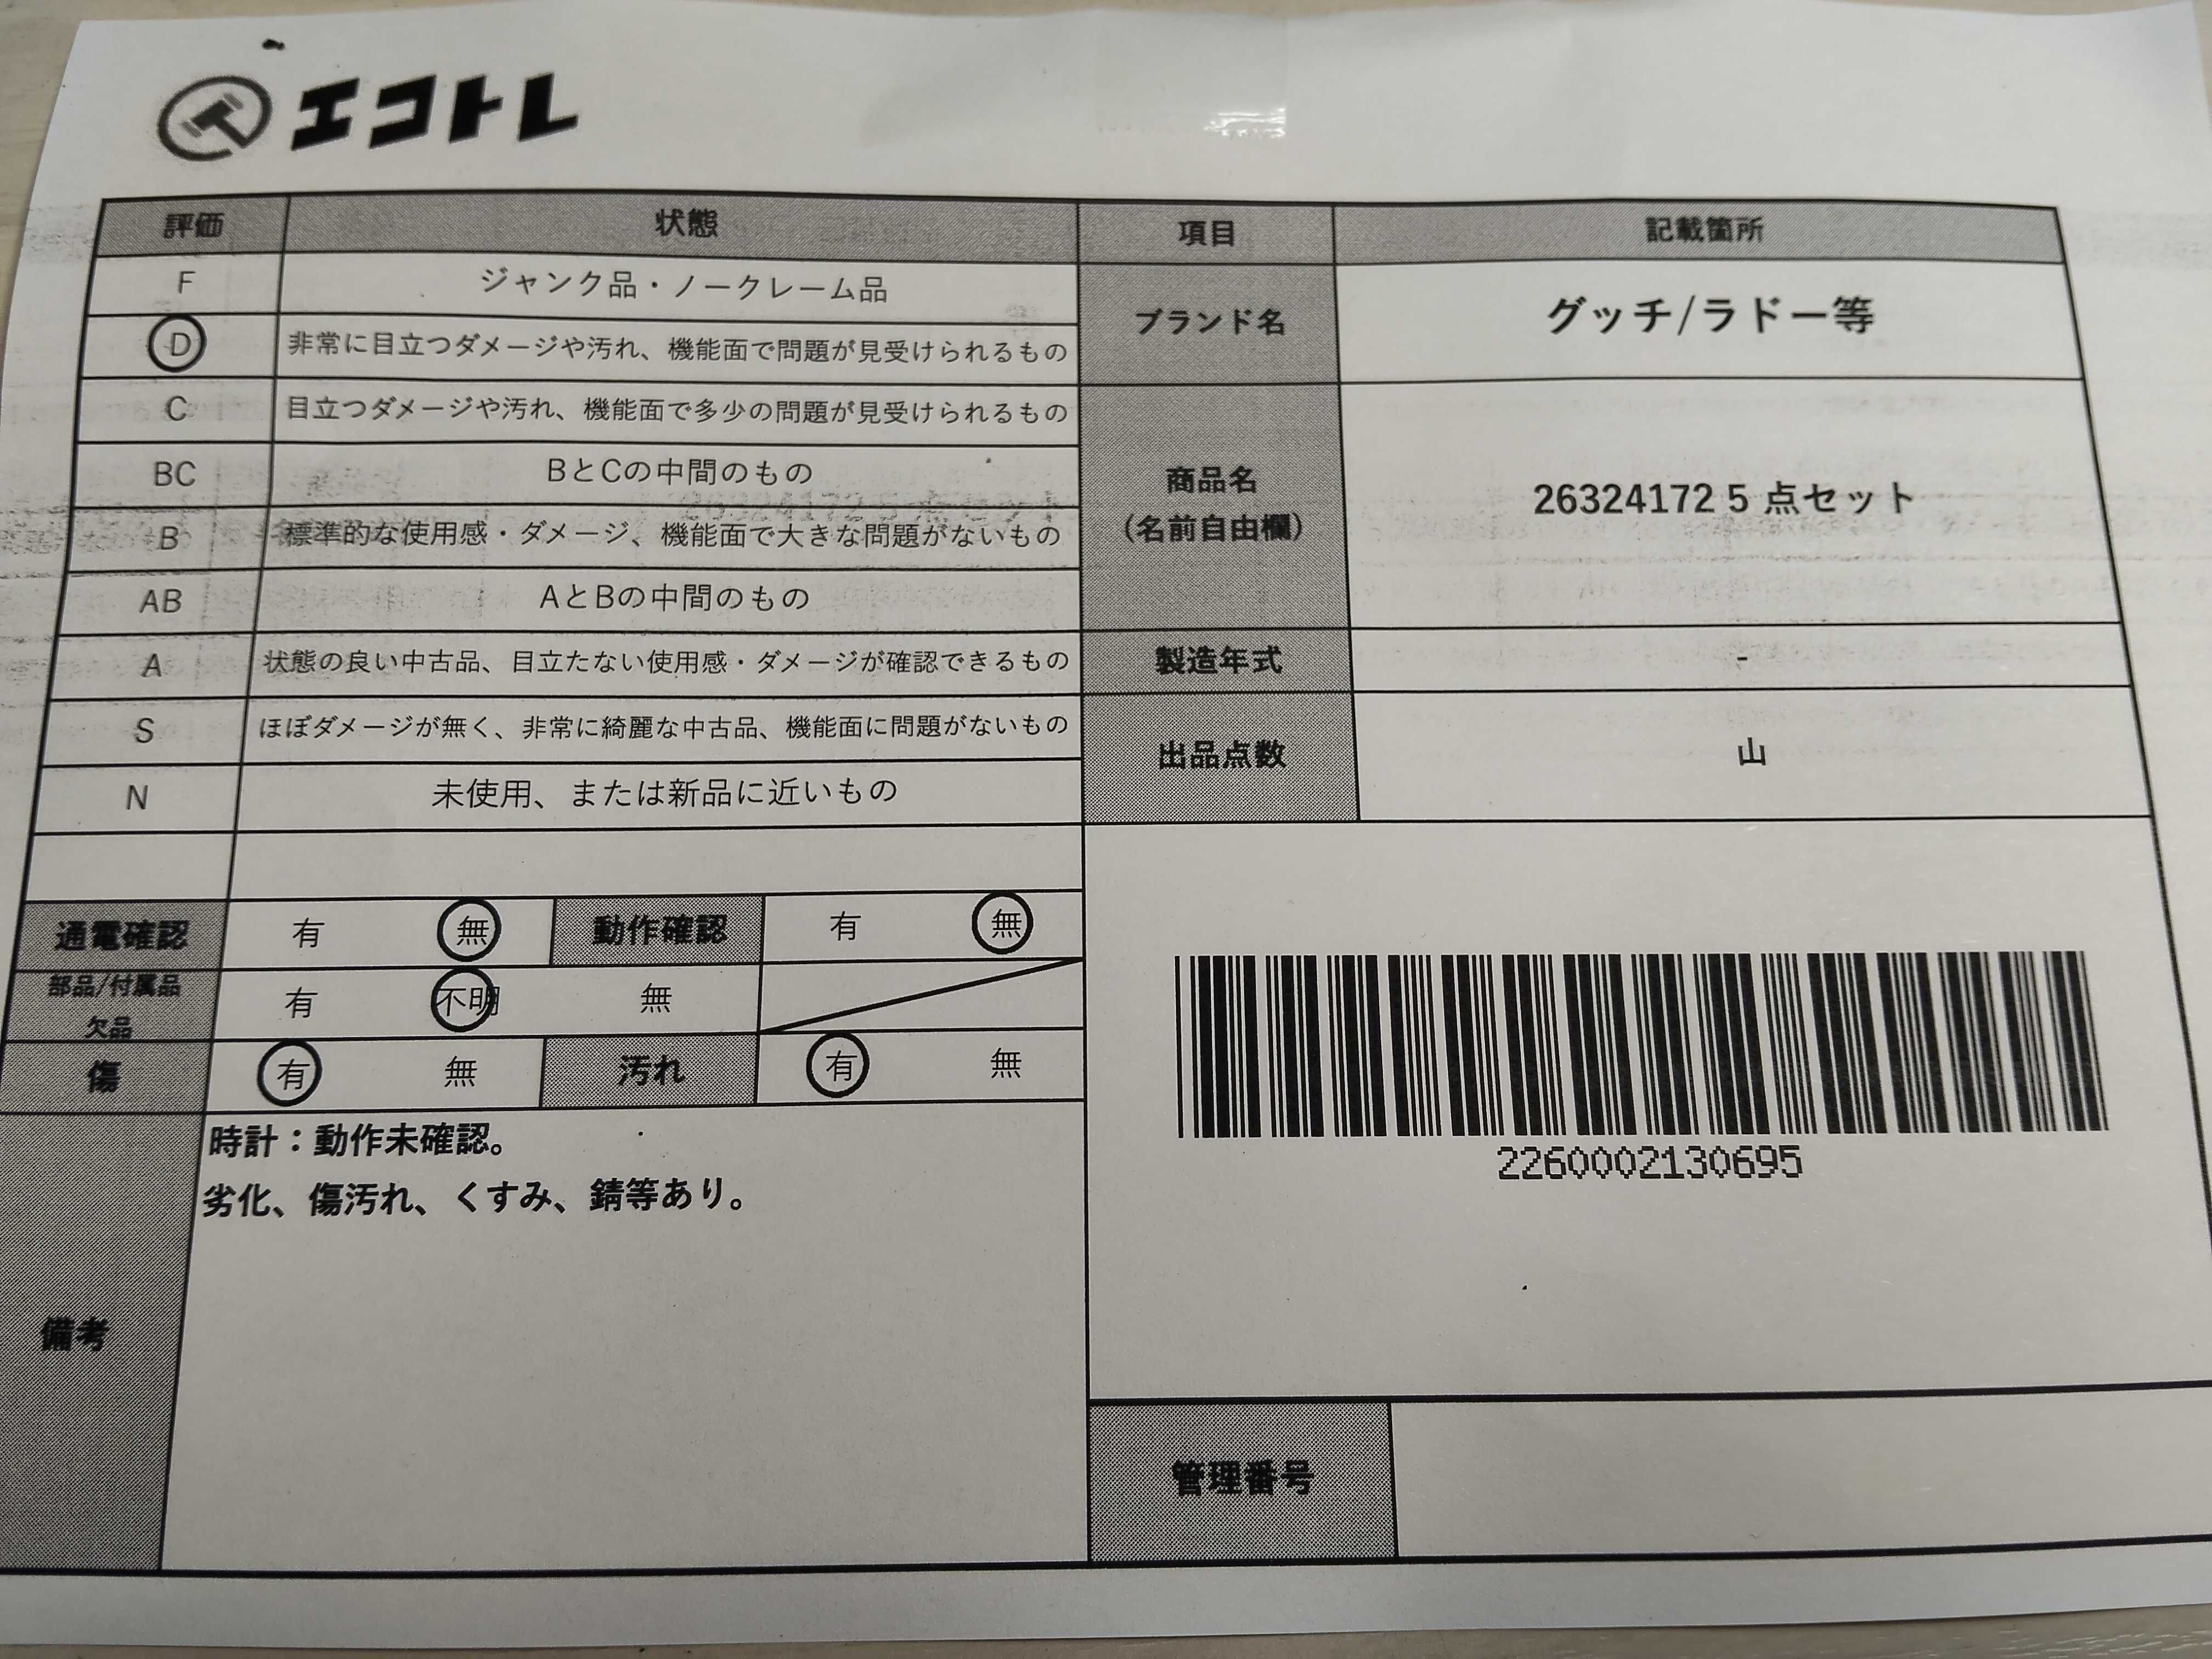 エコトレ
評価 状態 項目 記載箇所
F ジャンク品・ノークレーム品
D 非常に目立つダメージや汚れ、機能面で問題が見受けられるもの
ブランド名 グッチ/ラドー等
C 目立つダメージや汚れ、機能面で多少の問題が見受けられるもの
BC BとCの中間のもの
B 標準的な使用感・ダメージ、機能面で大きな問題がないもの
AB AとBの中間のもの
商品名
(名前自由欄)
26324172 5 点セット
A 状態の良い中古品、目立たない使用感・ダメージが確認できるもの
製造年式 -
S ほぼダメージが無く、非常に綺麗な中古品、機能面に問題がないもの
N 未使用、または新品に近いもの
出品点数 山
通電確認 有 無 動作確認 有 無
部品/付属品
欠品
有 不明 無
傷 有 無 汚れ 有 無
備考
時計：動作未確認。
劣化、傷汚れ、くすみ、錆等あり。
2260002130695
管理番号